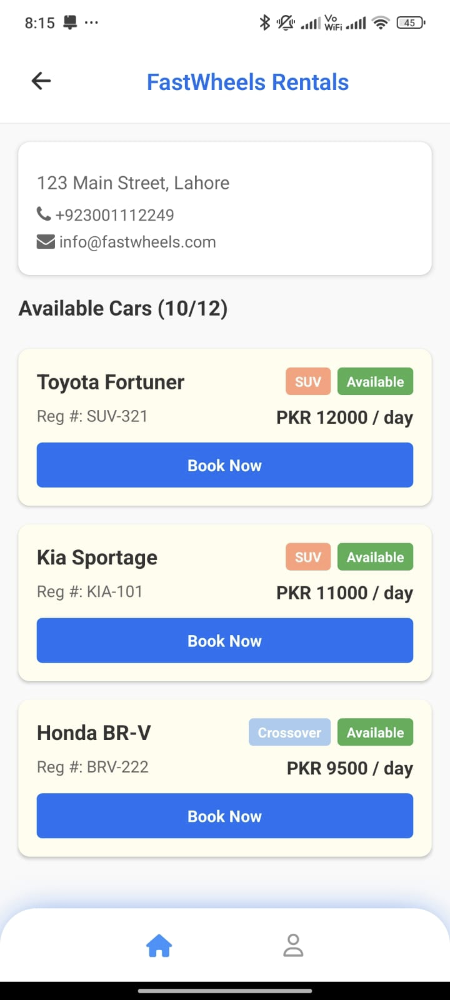 8:15
Vo
WiFi
45
FastWheels Rentals
123 Main Street, Lahore
+923001112249
info@fastwheels.com
Available Cars (10/12)
Toyota Fortuner SUV Available
Reg #: SUV-321 PKR 12000 / day
Book Now
Kia Sportage SUV Available
Reg #: KIA-101 PKR 11000 / day
Book Now
Honda BR-V Crossover Available
Reg #: BRV-222 PKR 9500 / day
Book Now